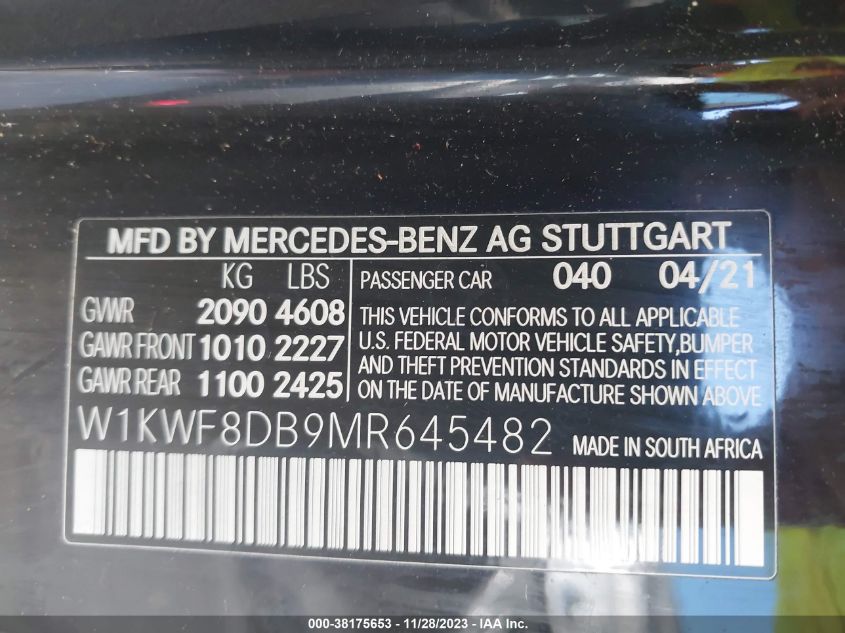 MFD BY MERCEDES-BENZ AG STUTTGART
KG LBS
GVWR 2090 4608
GAWR FRONT 1010 2227
GAWR REAR 1100 2425
PASSENGER CAR 040 04/21
THIS VEHICLE CONFORMS TO ALL APPLICABLE
U.S. FEDERAL MOTOR VEHICLE SAFETY,BUMPER
AND THEFT PREVENTION STANDARDS IN EFFECT
ON THE DATE OF MANUFACTURE SHOWN ABOVE
W1KWF8DB9MR645482 MADE IN SOUTH AFRICA
000-38175653 - 11/28/2023 - IAA Inc.